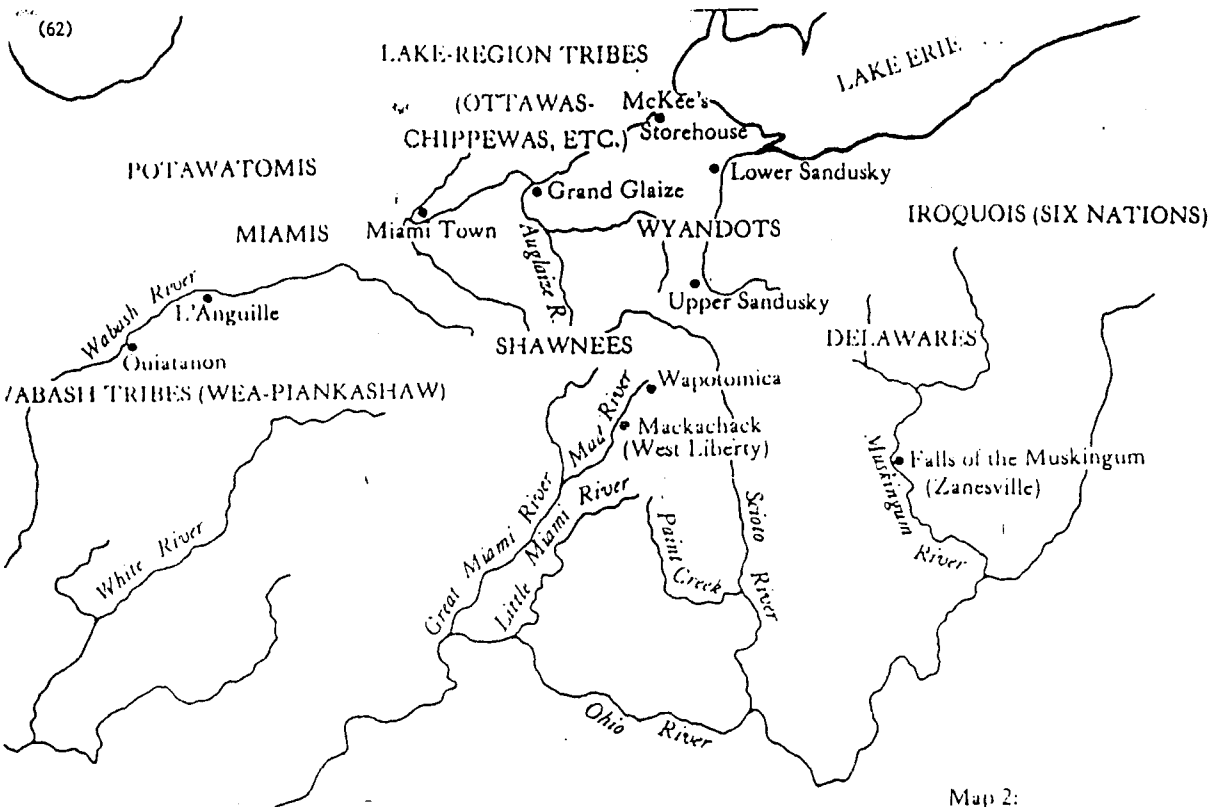 (62)
LAKE-REGION TRIBES
LAKE ERIE
(OTTAWAS-
CHIPPEWAS, ETC.)
McKee's
Storehouse
POTAWATOMIS
Grand Glaize
Lower Sandusky
IROQUOIS (SIX NATIONS)
MIAMIS
Miami Town
WYANDOTS
Auglaize R.
Wabash River
L'Anguille
Upper Sandusky
Ouiatanon
SHAWNEES
DELAWARES
WABASH TRIBES (WEA-PIANKASHAW)
Wapotomica
Mad River
Mackachack
(West Liberty)
Falls of the Muskingum
(Zanesville)
Muskingum River
White River
Great Miami River
Little Miami River
Paint Creek
Scioto River
Ohio River
Map 2: